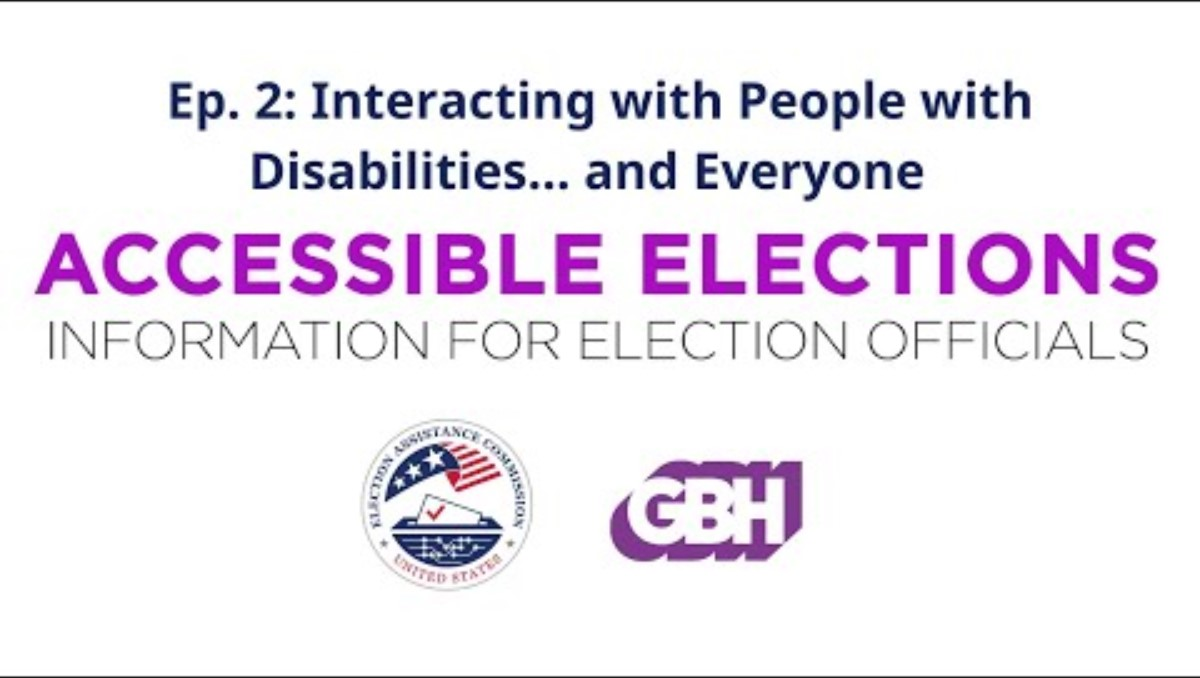 Ep. 2: Interacting with People with
Disabilities... and Everyone
ACCESSIBLE ELECTIONS
INFORMATION FOR ELECTION OFFICIALS
ELECTION ASSISTANCE COMMISSION
UNITED STATES
GBH